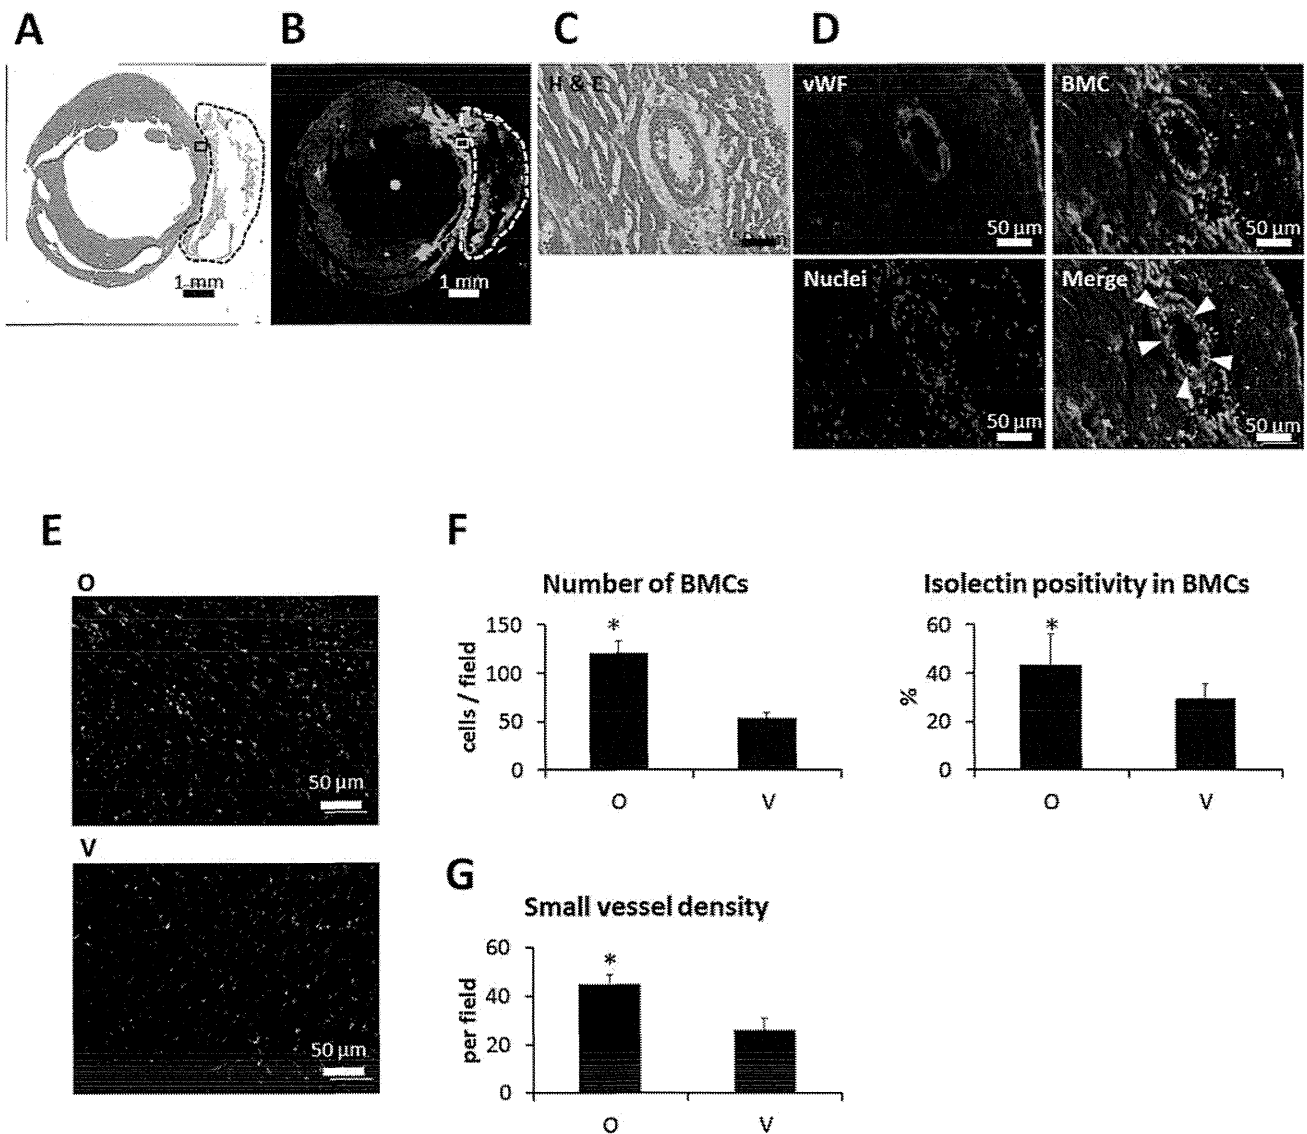 A
B
C
D
1 mm
1 mm
H & E
vWF
50 µm
BMC
50 µm
Nuclei
50 µm
Merge
50 µm
E
O
50 µm
V
50 µm
F
Number of BMCs
*
cells / field
150
100
50
0
O V
Isolectin positivity in BMCs
*
%
60
40
20
0
O V
G
Small vessel density
*
per field
60
40
20
0
O V